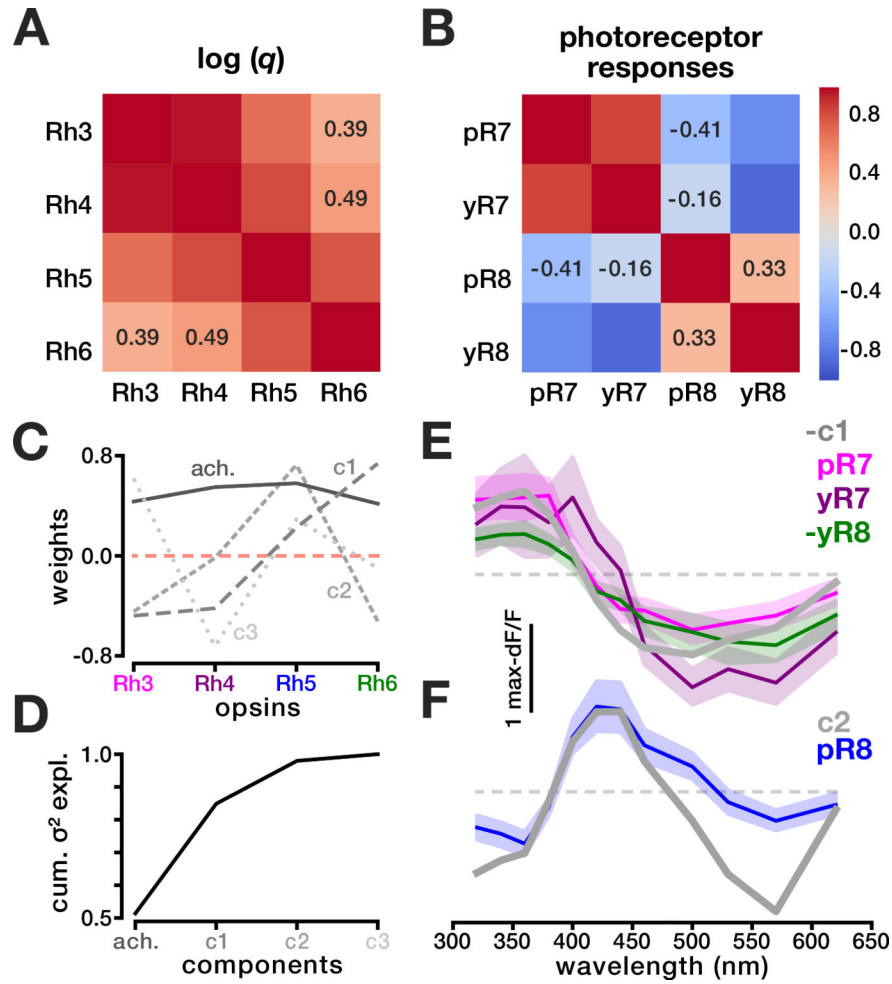 A
log (q)
Rh3
Rh4
Rh5
Rh6
0.39
0.49
0.39 0.49
Rh3 Rh4 Rh5 Rh6
B
photoreceptor
responses
pR7
yR7
pR8
yR8
-0.41
-0.16
-0.41 -0.16 0.33
0.33
pR7 yR7 pR8 yR8
0.8
0.4
0.0
-0.4
-0.8
C
weights
0.8
0.0
-0.8
ach.
c1
c2
c3
Rh3 Rh4 Rh5 Rh6
opsins
D
cum. σ² expl.
1.0
0.5
ach. c1 c2 c3
components
E
-c1
pR7
yR7
-yR8
1 max-dF/F
F
c2
pR8
300 350 400 450 500 550 600 650
wavelength (nm)